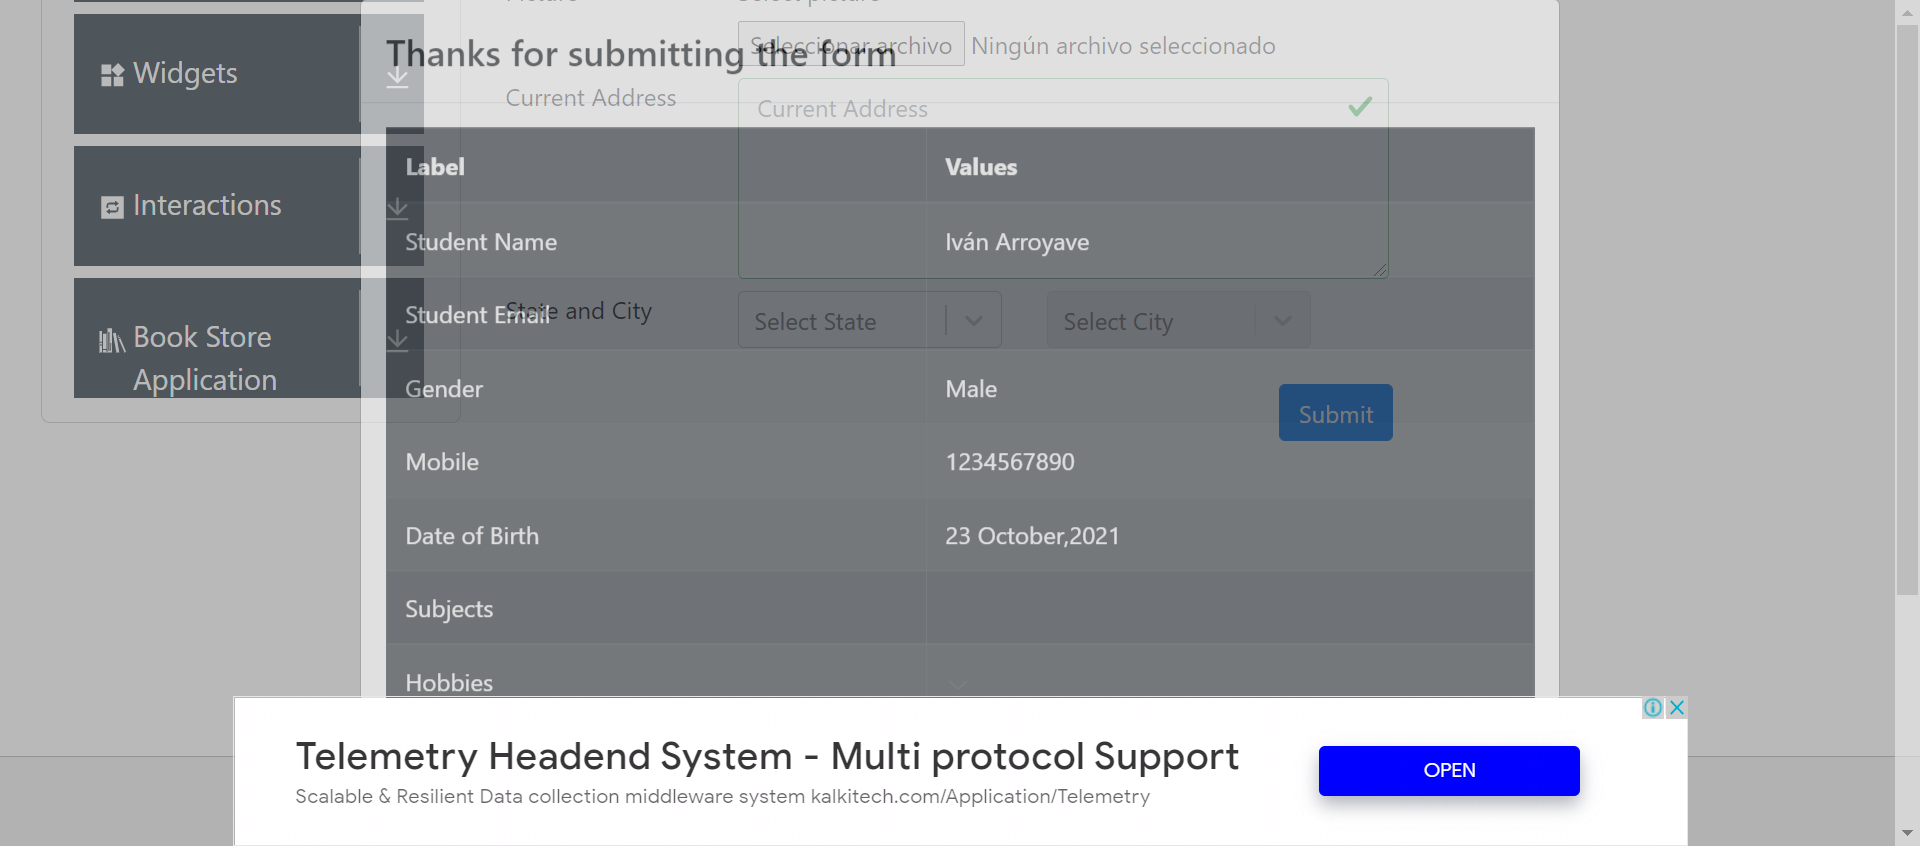 Picture Select picture
Widgets
Seleccionar archivo Ningún archivo seleccionado
Thanks for submitting the form
Current Address
Current Address
Label Values
Interactions
Student Name Iván Arroyave
Student Email
State and City Select State Select City
Book Store
Application
Gender Male
Submit
Mobile 1234567890
Date of Birth 23 October,2021
Subjects
Hobbies
Telemetry Headend System - Multi protocol Support
Scalable & Resilient Data collection middleware system kalkitech.com/Application/Telemetry
OPEN